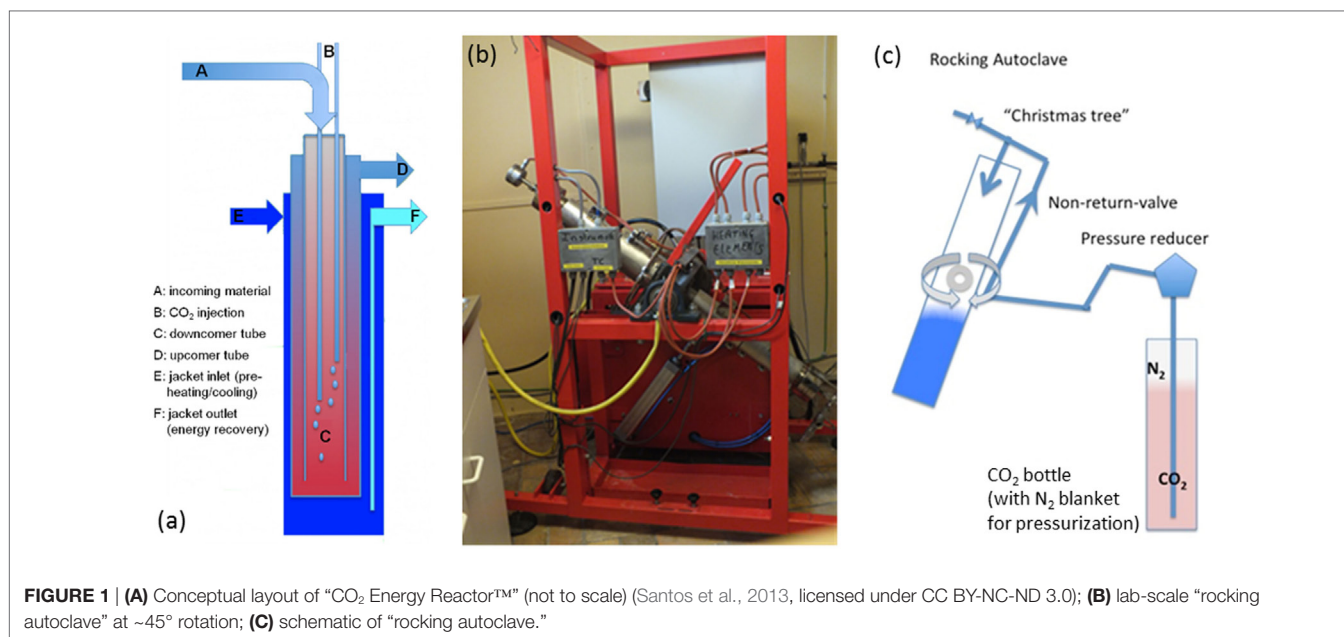 (a)
A
B
D
E
F
A: incoming material
B: CO₂ injection
C: downcomer tube
D: upcomer tube
E: jacket inlet (pre-
heating/cooling)
F: jacket outlet
(energy recovery)
C
(b)
Instrum
TC
HEATING
ELEMENTS
(c)
Rocking Autoclave
“Christmas tree”
Non-return-valve
Pressure reducer
N₂
CO₂
CO₂ bottle
(with N₂ blanket
for pressurization)
FIGURE 1 | (A) Conceptual layout of “CO₂ Energy Reactor™” (not to scale) (Santos et al., 2013, licensed under CC BY-NC-ND 3.0); (B) lab-scale “rocking
autoclave” at ~45° rotation; (C) schematic of “rocking autoclave.”